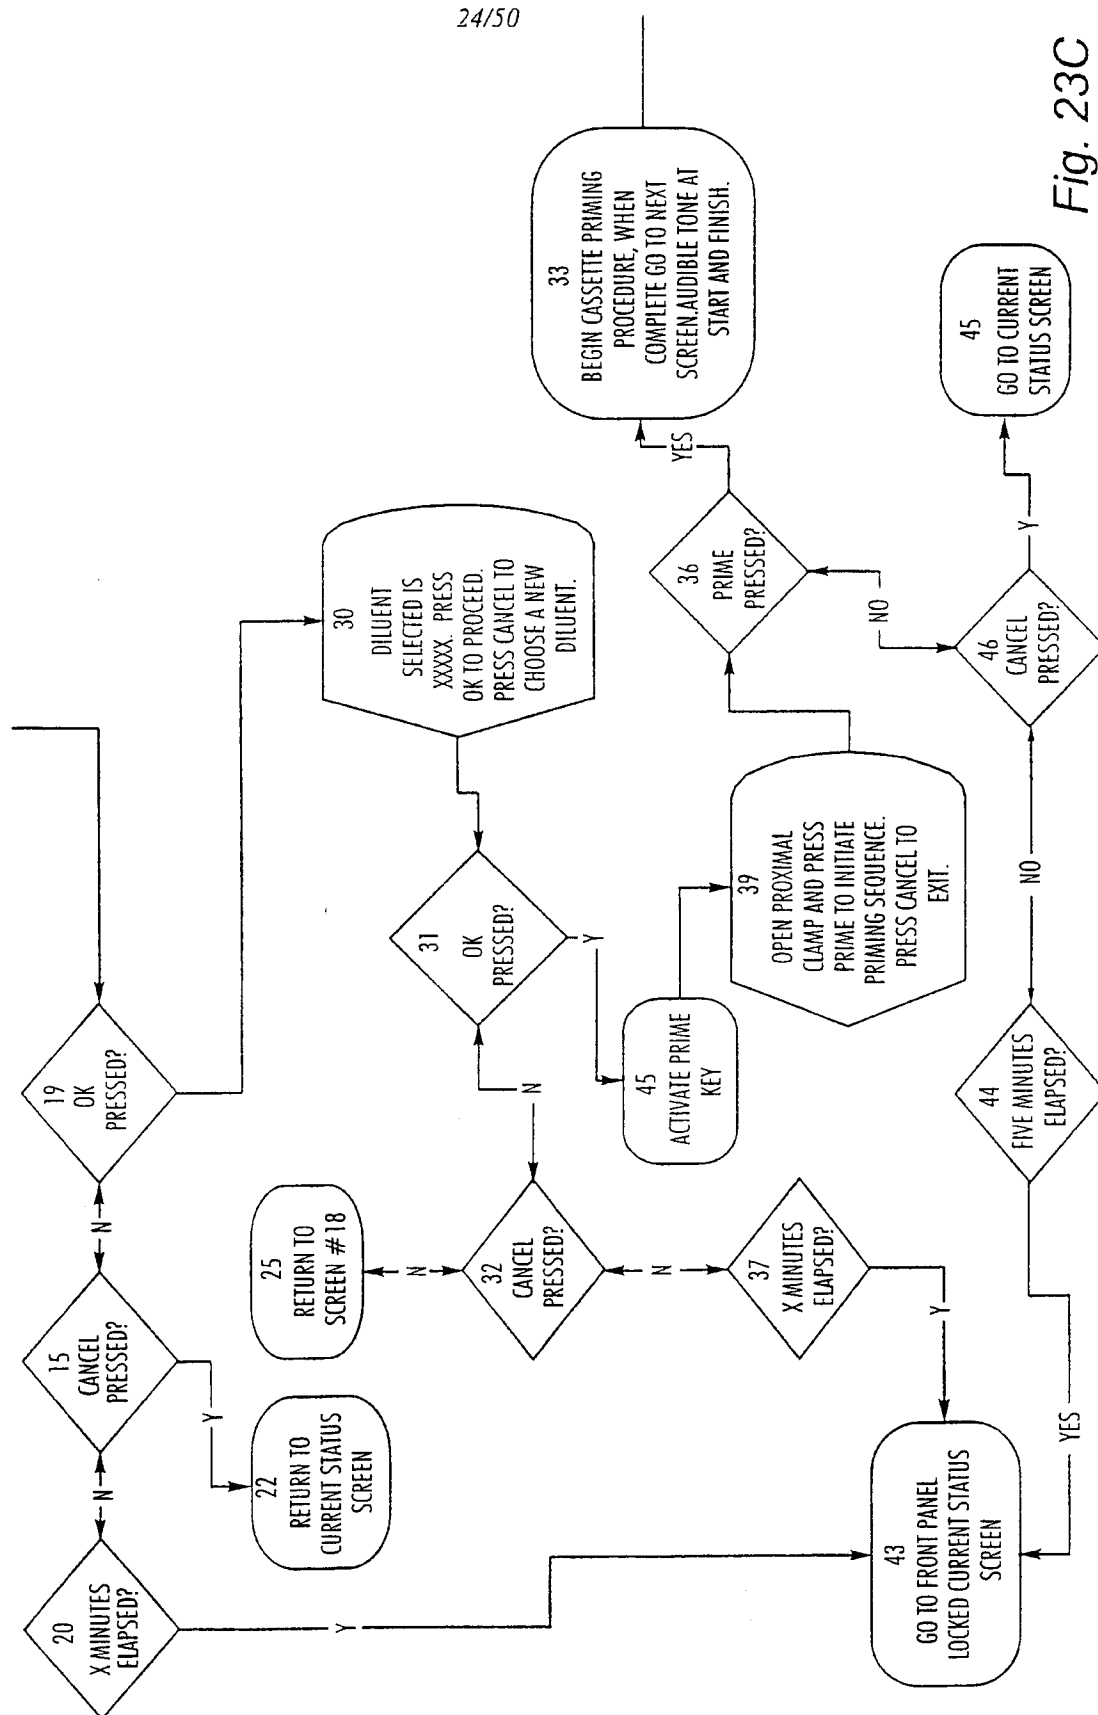 24/50
20
X MINUTES
ELAPSED?
N
15
CANCEL
PRESSED?
N
19
OK
PRESSED?
Y
Y
22
RETURN TO
CURRENT STATUS
SCREEN
25
RETURN TO
SCREEN #18
N
32
CANCEL
PRESSED?
N
N
31
OK
PRESSED?
Y
30
DILUENT
SELECTED IS
XXXXX. PRESS
OK TO PROCEED.
PRESS CANCEL TO
CHOOSE A NEW
DILUENT.
37
X MINUTES
ELAPSED?
Y
45
ACTIVATE PRIME
KEY
39
OPEN PROXIMAL
CLAMP AND PRESS
PRIME TO INITIATE
PRIMING SEQUENCE.
PRESS CANCEL TO
EXIT.
36
PRIME
PRESSED?
YES
33
BEGIN CASSETTE PRIMING
PROCEDURE, WHEN
COMPLETE GO TO NEXT
SCREEN.AUDIBLE TONE AT
START AND FINISH.
NO
43
GO TO FRONT PANEL
LOCKED CURRENT STATUS
SCREEN
YES
44
FIVE MINUTES
ELAPSED?
NO
46
CANCEL
PRESSED?
Y
45
GO TO CURRENT
STATUS SCREEN
Fig. 23C